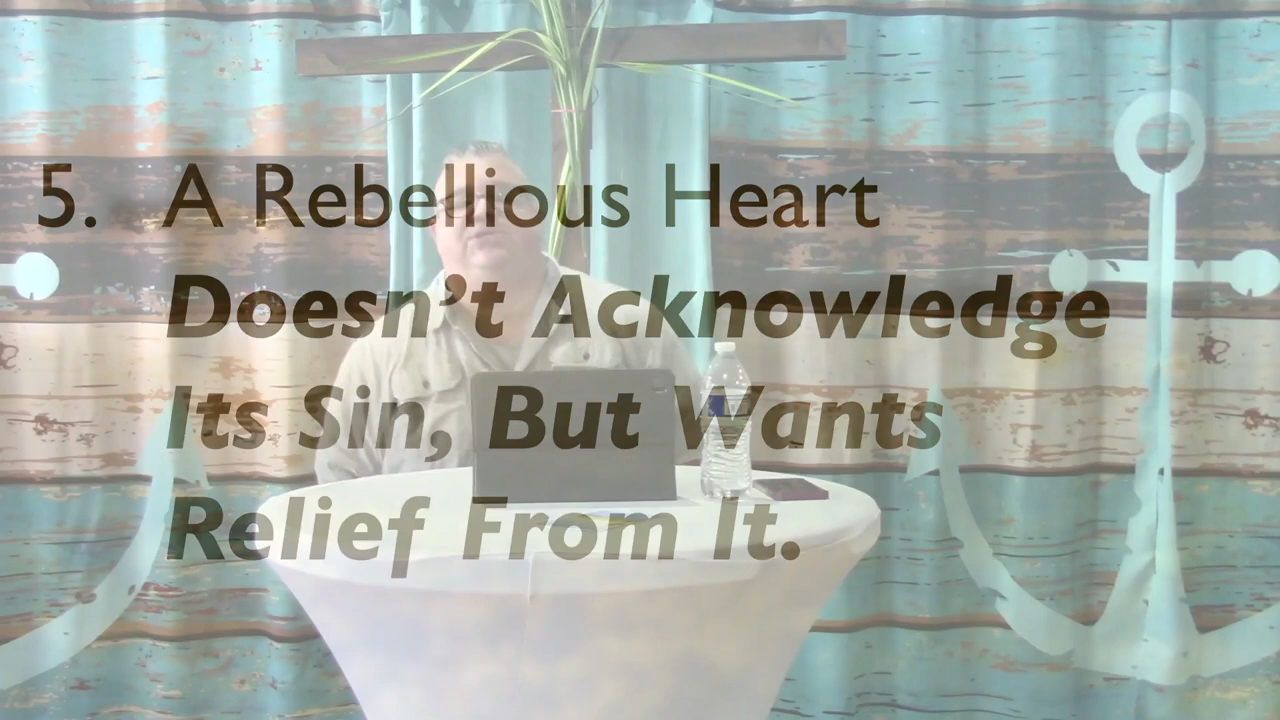 5. A Rebellious Heart
Doesn't Acknowledge
Its Sin, But Wants
Relief From It.